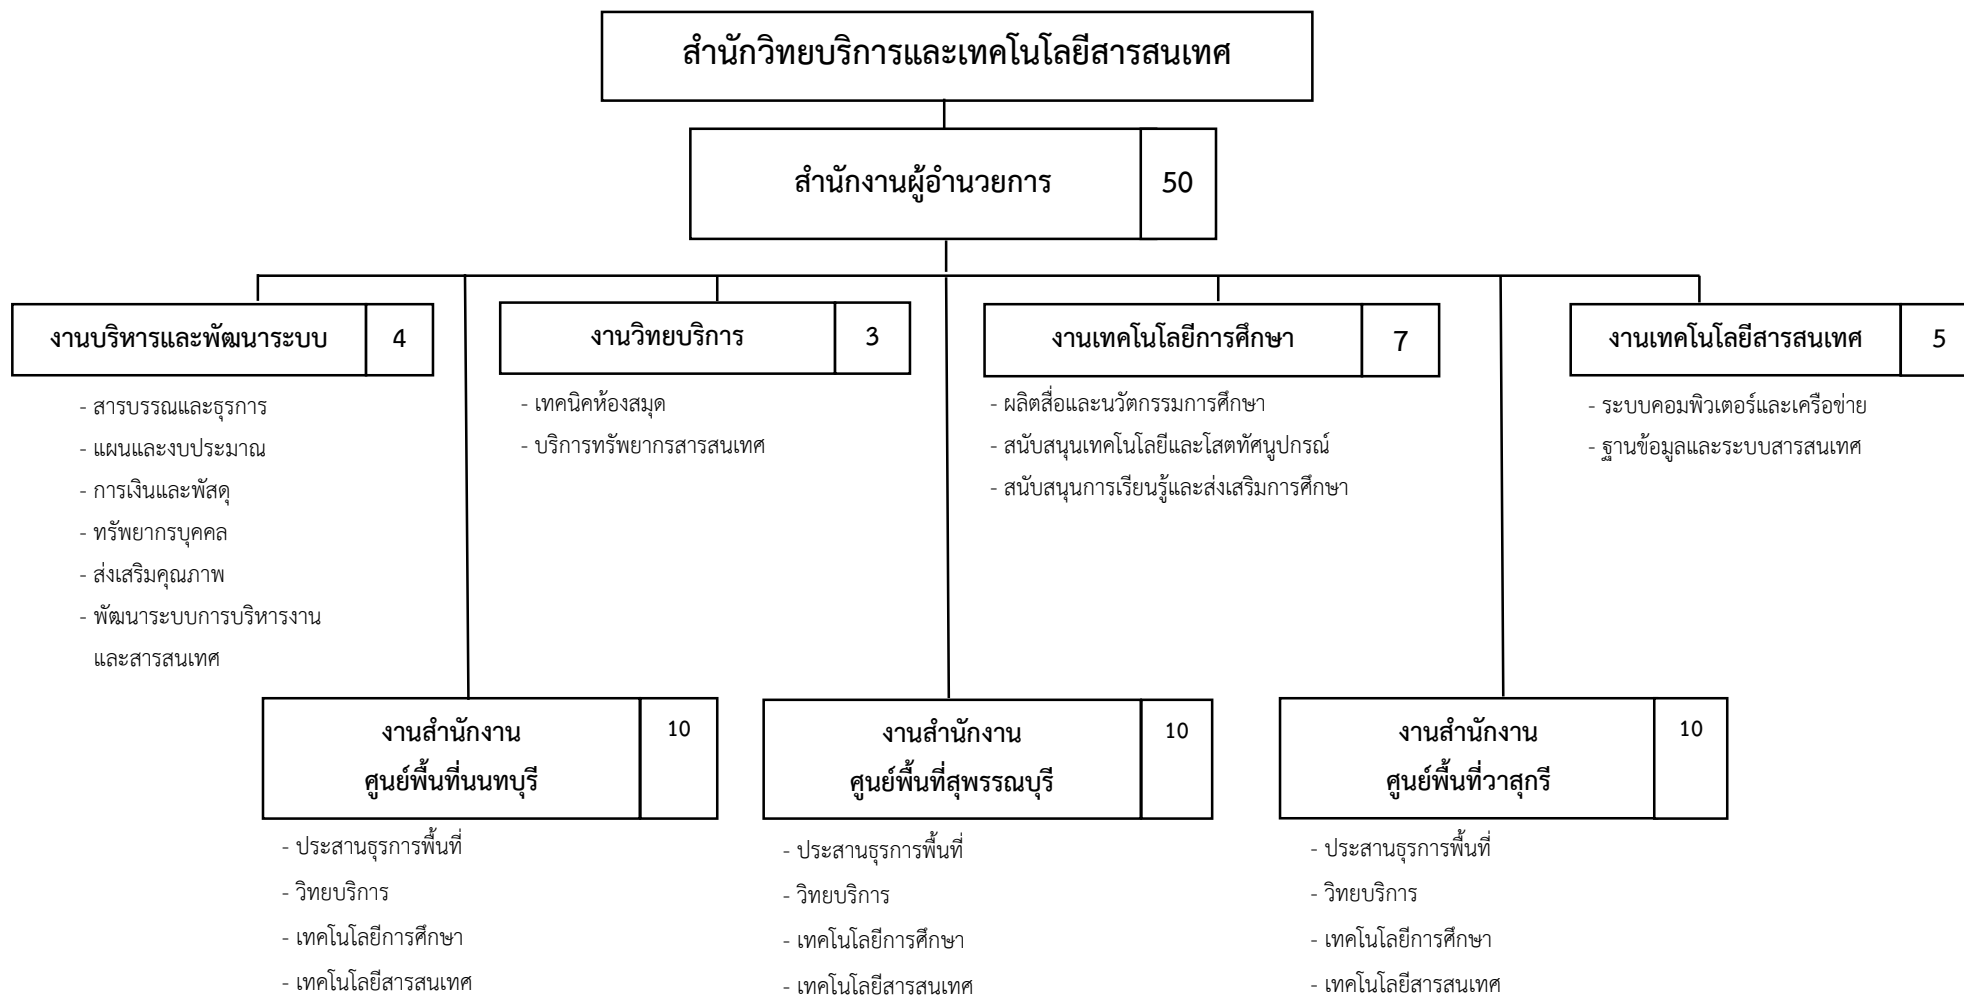 สำนักวิทยบริการและเทคโนโลยีสารสนเทศ
สำนักงานผู้อำนวยการ 50
งานบริหารและพัฒนาระบบ 4
- สารบรรณและธุรการ
- แผนและงบประมาณ
- การเงินและพัสดุ
- ทรัพยากรบุคคล
- ส่งเสริมคุณภาพ
- พัฒนาระบบการบริหารงาน
และสารสนเทศ
งานวิทยบริการ 3
- เทคนิคห้องสมุด
- บริการทรัพยากรสารสนเทศ
งานเทคโนโลยีการศึกษา 7
- ผลิตสื่อและนวัตกรรมการศึกษา
- สนับสนุนเทคโนโลยีและโสตทัศนูปกรณ์
- สนับสนุนการเรียนรู้และส่งเสริมการศึกษา
งานเทคโนโลยีสารสนเทศ 5
- ระบบคอมพิวเตอร์และเครือข่าย
- ฐานข้อมูลและระบบสารสนเทศ
งานสำนักงาน 10
ศูนย์พื้นที่นนทบุรี
- ประสานธุรการพื้นที่
- วิทยบริการ
- เทคโนโลยีการศึกษา
- เทคโนโลยีสารสนเทศ
งานสำนักงาน 10
ศูนย์พื้นที่สุพรรณบุรี
- ประสานธุรการพื้นที่
- วิทยบริการ
- เทคโนโลยีการศึกษา
- เทคโนโลยีสารสนเทศ
งานสำนักงาน 10
ศูนย์พื้นที่วาสุกรี
- ประสานธุรการพื้นที่
- วิทยบริการ
- เทคโนโลยีการศึกษา
- เทคโนโลยีสารสนเทศ